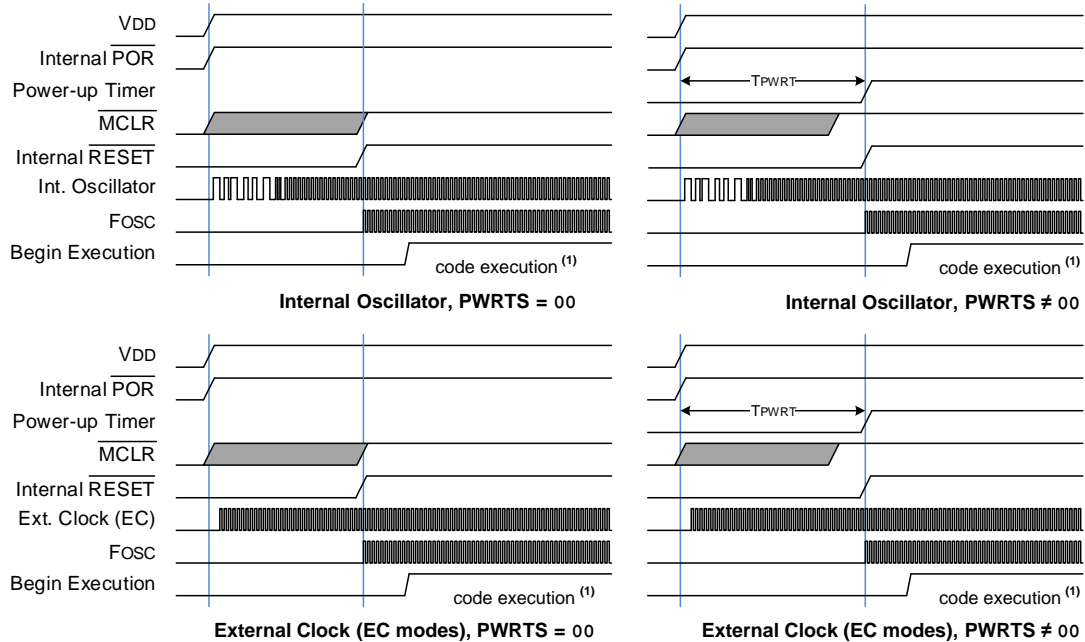 VDD
Internal POR
Power-up Timer
TPWRT
MCLR
Internal RESET
Int. Oscillator
FOSC
Begin Execution
code execution (1)
code execution (1)
Internal Oscillator, PWRTS = 00
Internal Oscillator, PWRTS ≠ 00
VDD
Internal POR
Power-up Timer
TPWRT
MCLR
Internal RESET
Ext. Clock (EC)
FOSC
Begin Execution
code execution (1)
code execution (1)
External Clock (EC modes), PWRTS = 00
External Clock (EC modes), PWRTS ≠ 00